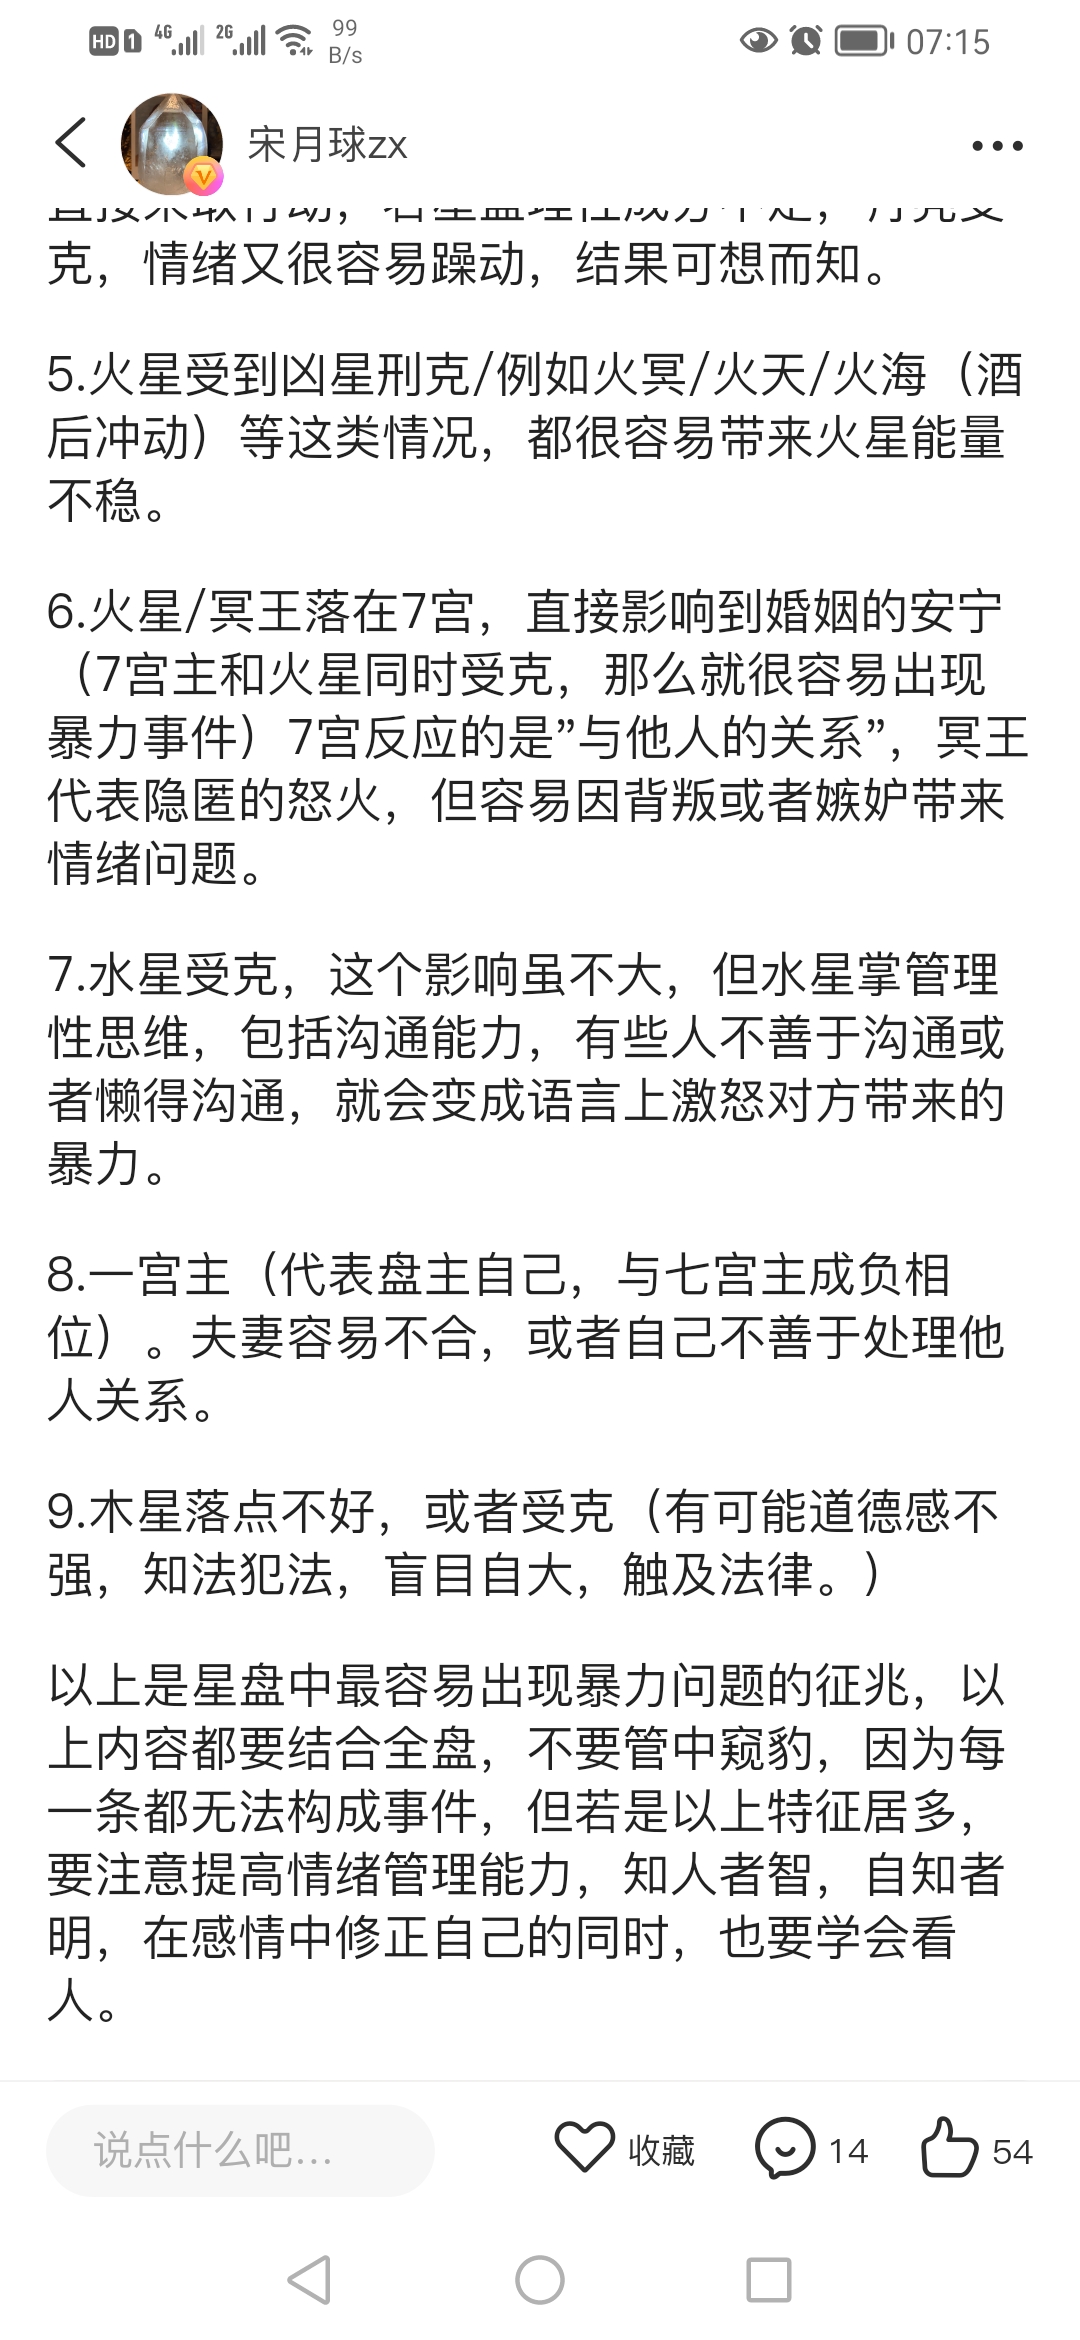 HD 1 4G 2G 99 B/s 07:15
宋月球zx
克，情绪又很容易躁动，结果可想而知。
5.火星受到凶星刑克/例如火冥/火天/火海（酒
后冲动）等这类情况，都很容易带来火星能量
不稳。
6.火星/冥王落在7宫，直接影响到婚姻的安宁
（7宫主和火星同时受克，那么就很容易出现
暴力事件）7宫反应的是”与他人的关系”，冥王
代表隐匿的怒火，但容易因背叛或者嫉妒带来
情绪问题。
7.水星受克，这个影响虽不大，但水星掌管理
性思维，包括沟通能力，有些人不善于沟通或
者懒得沟通，就会变成语言上激怒对方带来的
暴力。
8.一宫主（代表盘主自己，与七宫主成负相
位）。夫妻容易不合，或者自己不善于处理他
人关系。
9.木星落点不好，或者受克（有可能道德感不
强，知法犯法，盲目自大，触及法律。）
以上是星盘中最容易出现暴力问题的征兆，以
上内容都要结合全盘，不要管中窥豹，因为每
一条都无法构成事件，但若是以上特征居多，
要注意提高情绪管理能力，知人者智，自知者
明，在感情中修正自己的同时，也要学会看
人。
说点什么吧... 收藏 14 54